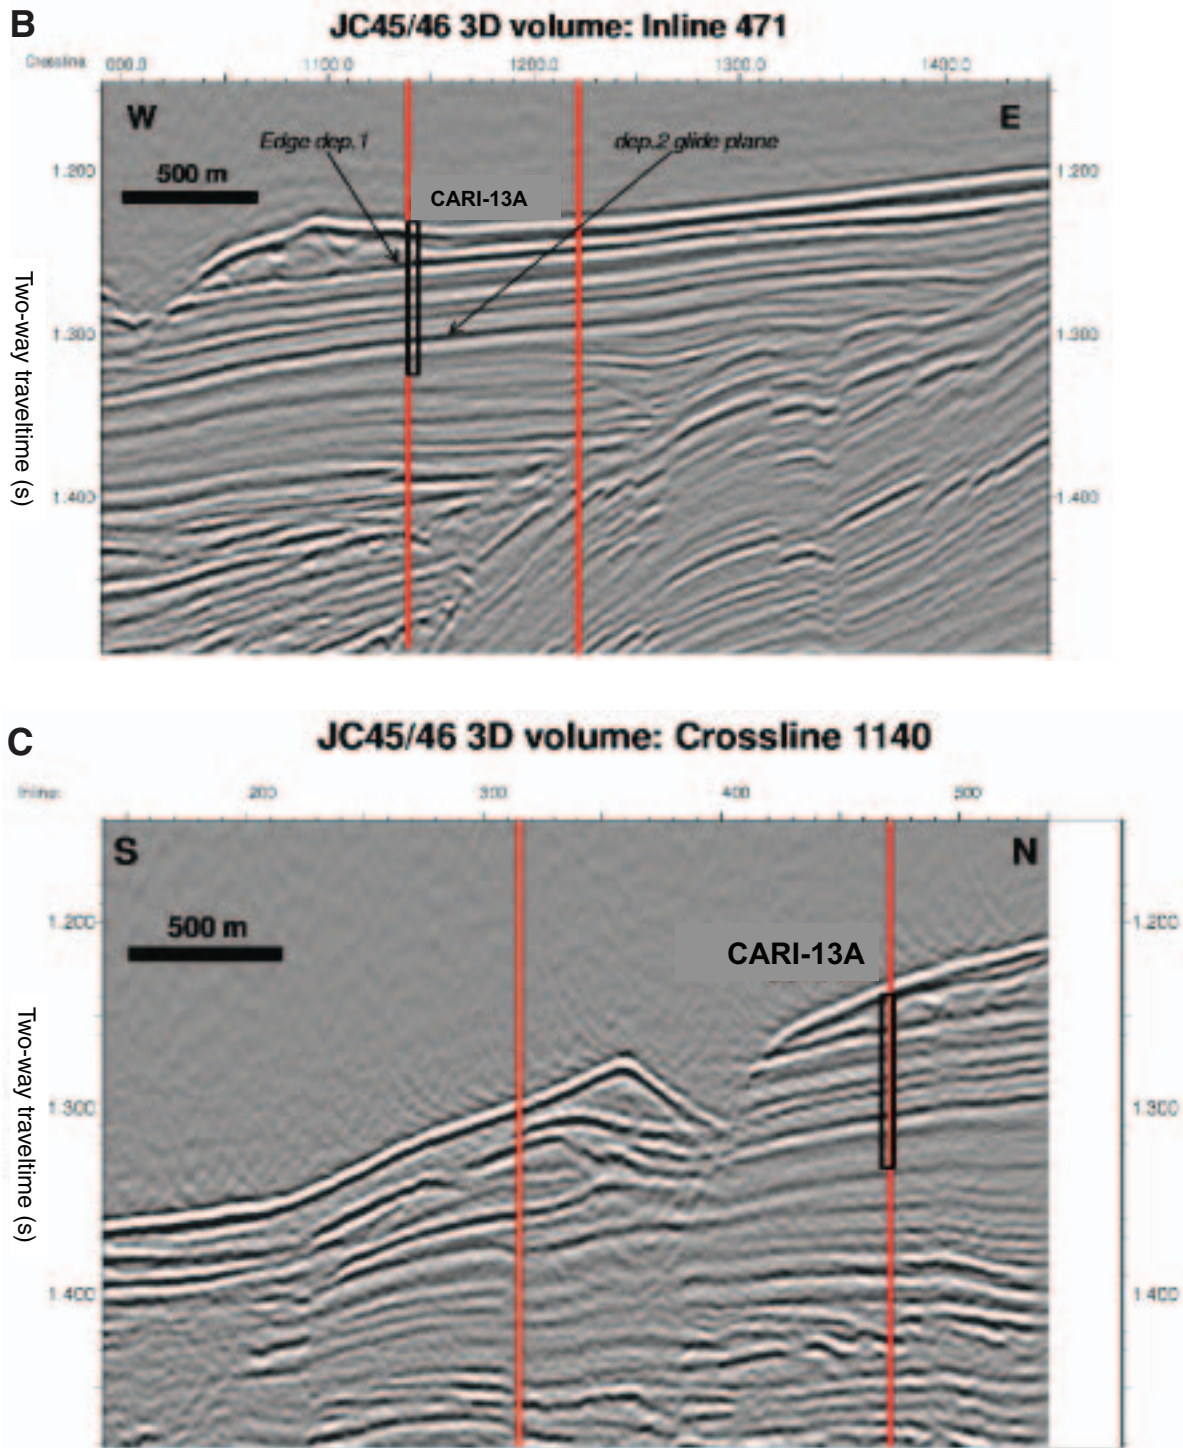 B
JC45/46 3D volume: Inline 471
Crossline 1100.0 1200.0 1300.0 1400.0
W E
Edge dep.1 dep.2 glide plane
1.200 500 m 1.200
CARI-13A
Two-way traveltime (s)
1.300 1.300
1.400 1.400
C
JC45/46 3D volume: Crossline 1140
Inline: 200 300 400 500
S N
1.200 500 m 1.200
CARI-13A
Two-way traveltime (s)
1.300 1.300
1.400 1.400